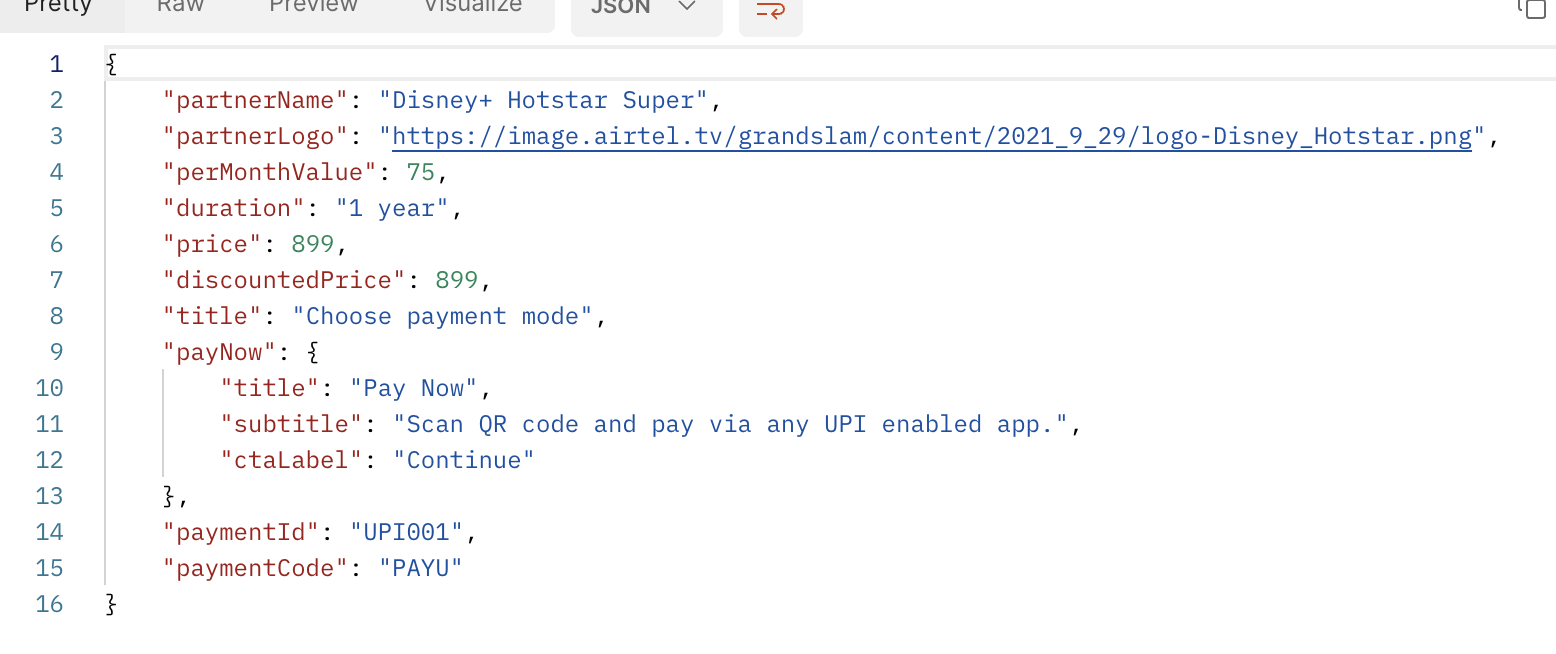 Pretty Raw Preview Visualize JSON
1 {
2 "partnerName": "Disney+ Hotstar Super",
3 "partnerLogo": "https://image.airtel.tv/grandslam/content/2021_9_29/logo-Disney_Hotstar.png",
4 "perMonthValue": 75,
5 "duration": "1 year",
6 "price": 899,
7 "discountedPrice": 899,
8 "title": "Choose payment mode",
9 "payNow": {
10 "title": "Pay Now",
11 "subtitle": "Scan QR code and pay via any UPI enabled app.",
12 "ctaLabel": "Continue"
13 },
14 "paymentId": "UPI001",
15 "paymentCode": "PAYU"
16 }